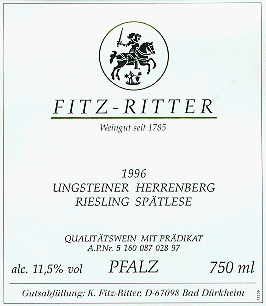 FITZ-RITTER
Weingut seit 1785
1996
UNGSTEINER HERRENBERG
RIESLING SPÄTLESE
QUALITÄTSWEIN MIT PRÄDIKAT
A.P.Nr. 5 160 087 028 97
alc. 11,5% vol PFALZ 750 ml
Gutsabfüllung: K. Fitz-Ritter, D-67098 Bad Dürkheim